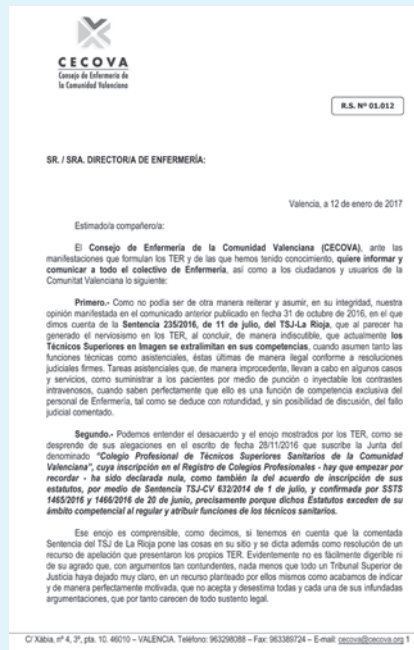 CECOVA
Consejo de Enfermería de
la Comunidad Valenciana
R.S. Nº 01.012
SR. / SRA. DIRECTOR/A DE ENFERMERÍA:
Valencia, a 12 de enero de 2017
Estimado/a compañero/a:
El Consejo de Enfermería de la Comunidad Valenciana (CECOVA), ante las
manifestaciones que formulan los TER y de las que hemos tenido conocimiento, quiere informar y
comunicar a todo el colectivo de Enfermería, así como a los ciudadanos y usuarios de la
Comunitat Valenciana lo siguiente:
Primero.- Como no podía ser de otra manera reiterar y asumir, en su integridad, nuestra
opinión manifestada en el comunicado anterior publicado en fecha 31 de octubre de 2016, en el que
dimos cuenta de la Sentencia 235/2016, de 11 de julio, del TSJ-La Rioja, que al parecer ha
generado el nerviosismo en los TER, al concluir, de manera indiscutible, que actualmente los
Técnicos Superiores en Imagen se extralimitan en sus competencias, cuando asumen tanto las
funciones técnicas como asistenciales, éstas últimas de manera ilegal conforme a resoluciones
judiciales firmes. Tareas asistenciales que, de manera improcedente, llevan a cabo en algunos casos
y servicios, como suministrar a los pacientes por medio de punción o inyectable los contrastes
intravenosos, cuando saben perfectamente que ello es una función de competencia exclusiva del
personal de Enfermería, tal como se deduce con rotundidad, y sin posibilidad de discusión, del fallo
judicial comentado.
Segundo.- Podemos entender el desacuerdo y el enojo mostrados por los TER, como se
desprende de sus alegaciones en el escrito de fecha 28/11/2016 que suscribe la Junta del
denominado "Colegio Profesional de Técnicos Superiores Sanitarios de la Comunidad
Valenciana", cuya inscripción en el Registro de Colegios Profesionales - hay que empezar por
recordar - ha sido declarada nula, como también la del acuerdo de inscripción de sus
estatutos, por medio de Sentencia TSJ-CV 632/2014 de 1 de julio, y confirmada por SSTS
1465/2016 y 1466/2016 de 20 de junio, precisamente porque dichos Estatutos exceden de su
ámbito competencial al regular y atribuir funciones de los técnicos sanitarios.
Ese enojo es comprensible, como decimos, si tenemos en cuenta que la comentada
Sentencia del TSJ de La Rioja pone las cosas en su sitio y se dicta además como resolución de un
recurso de apelación que presentaron los propios TER. Evidentemente no es fácilmente digerible ni
de su agrado que, con argumentos tan contundentes, nada menos que todo un Tribunal Superior de
Justicia haya dejado muy claro, en un recurso planteado por ellos mismos como acabamos de indicar
y de manera perfectamente motivada, que no acepta y desestima todas y cada una de sus infundadas
argumentaciones, que por tanto carecen de todo sustento legal.
C/ Xàbia, nº 4, 3ª, pta. 10. 46010 – VALENCIA. Teléfono: 963298088 – Fax: 963389724 – E-mail: cecova@cecova.org 1